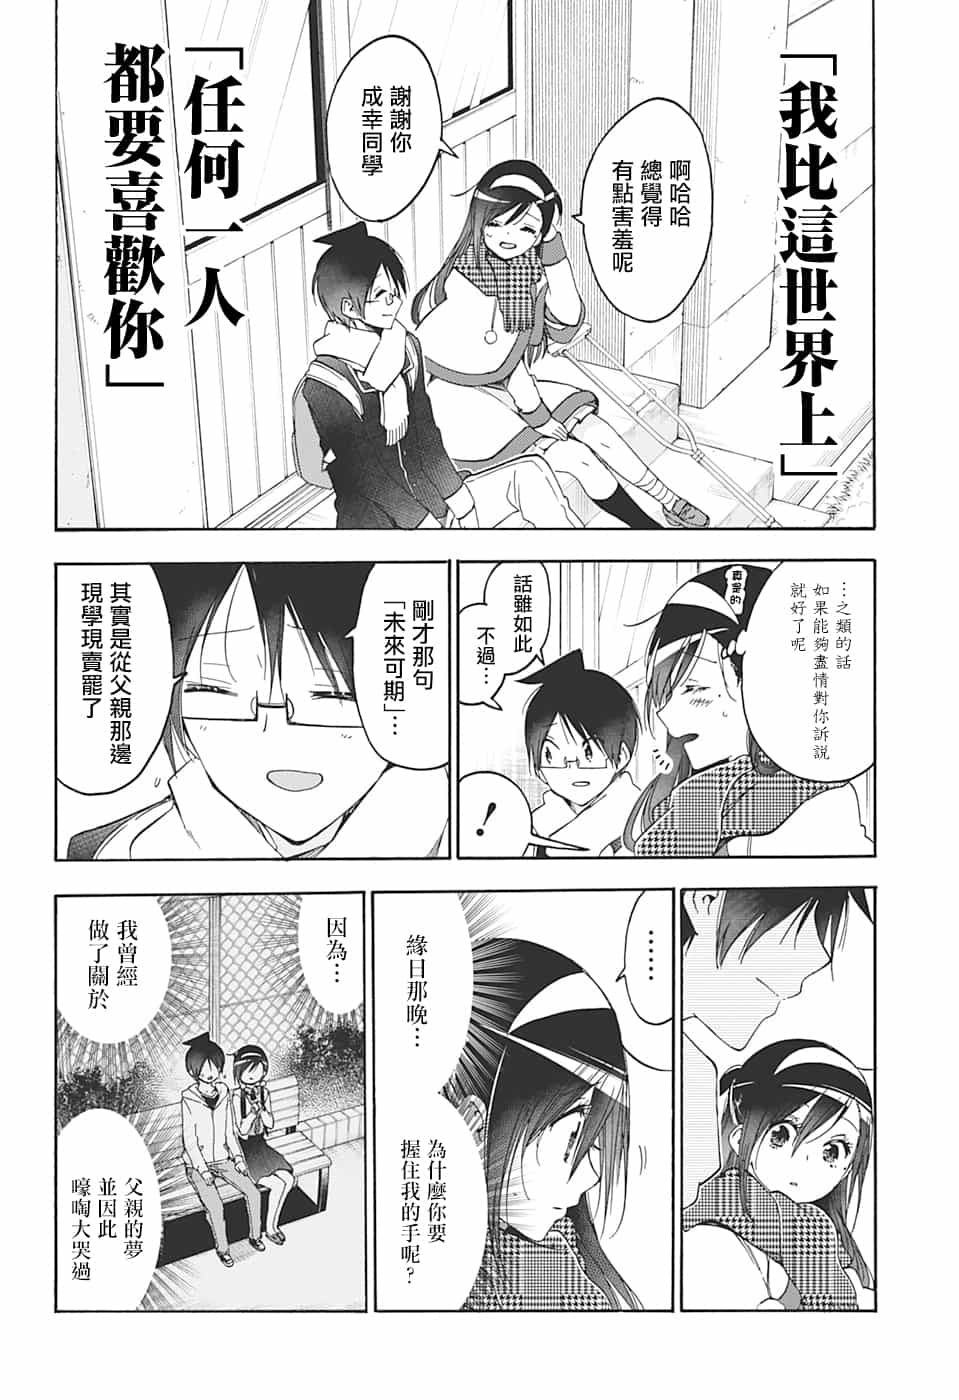 「我比這世界上」
啊哈哈
總覺得
有點害羞呢
謝謝你
成幸同學
「任何一人
都要喜歡你」
…之類的話
如果能夠盡情對你訴說
就好了呢
真是的
話雖如此
不過…
！
剛才那句
「未來可期」…
其實是從父親那邊
現學現賣罷了
……
緣日那晚…
為什麼你要
握住我的手呢?
因為…
我曾經
做了關於
父親的夢
並因此
嚎啕大哭過